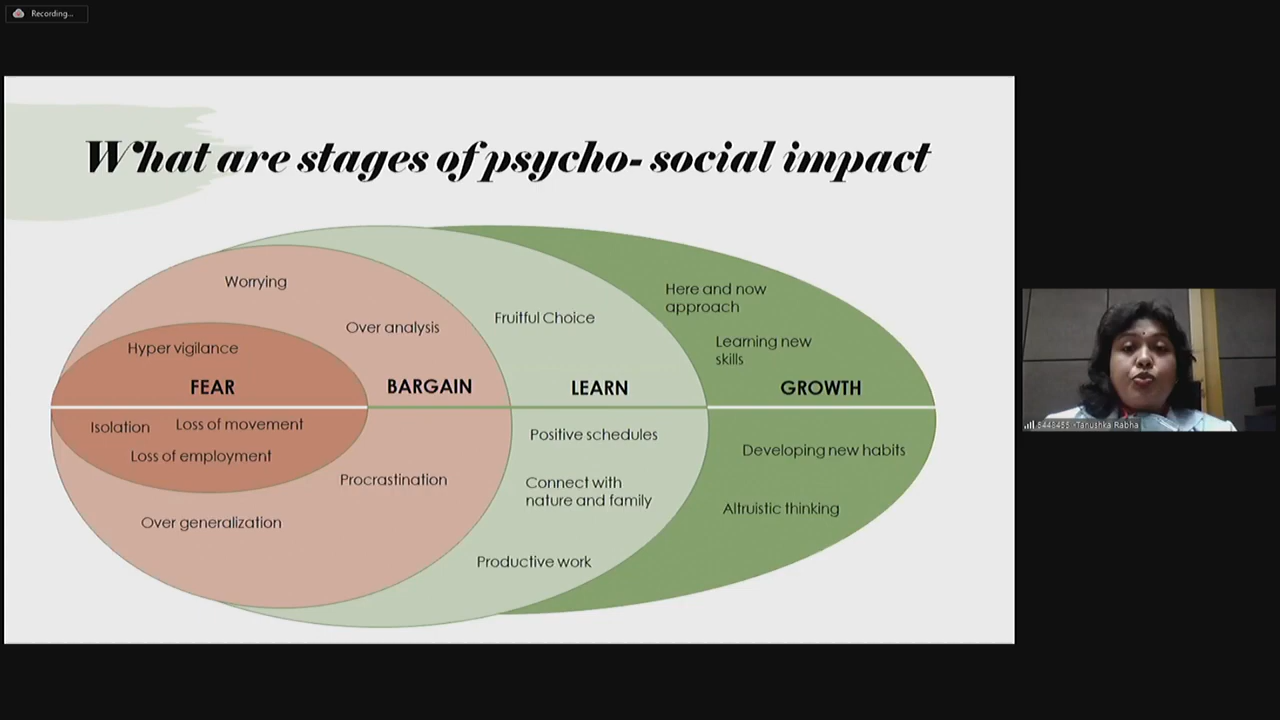 Recording...
What are stages of psycho- social impact
Worrying
Over analysis
Hyper vigilance
FEAR
BARGAIN
Isolation
Loss of movement
Loss of employment
Procrastination
Over generalization
Fruitful Choice
LEARN
Positive schedules
Connect with
nature and family
Productive work
Here and now
approach
Learning new
skills
GROWTH
Developing new habits
Altruistic thinking
Tanushka Rabha